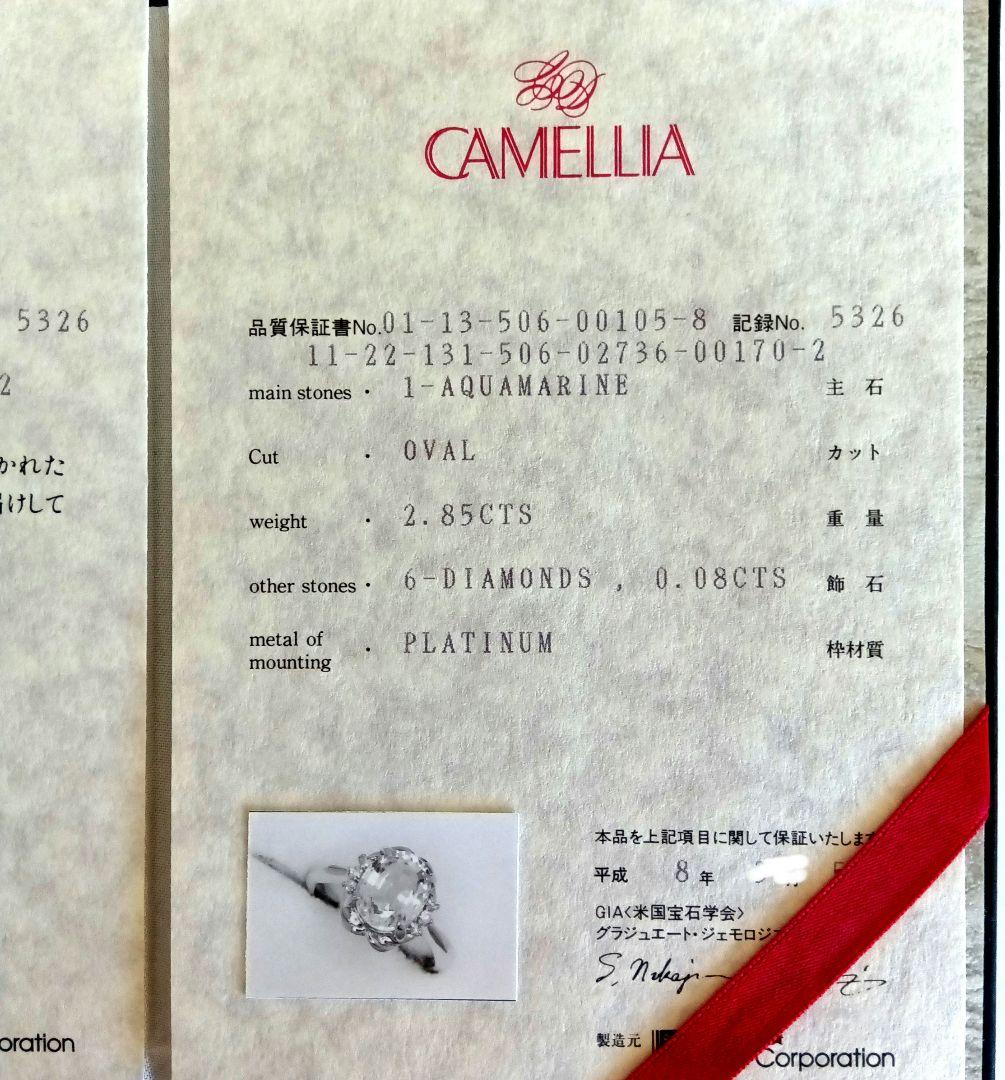 5326
2
かれた
届けして
oration
CAMELLIA
品質保証書No.01-13-506-00105-8 記録No. 5326
11-22-131-506-02736-00170-2
main stones · 1-AQUAMARINE 主石
Cut · OVAL カット
weight · 2.85CTS 重量
other stones · 6-DIAMONDS , 0.08CTS 飾石
metal of
mounting · PLATINUM 枠材質
本品を上記項目に関して保証いたします
平成 8年
GIA〈米国宝石学会〉
グラジュエート・ジェモロジ
製造元
Corporation